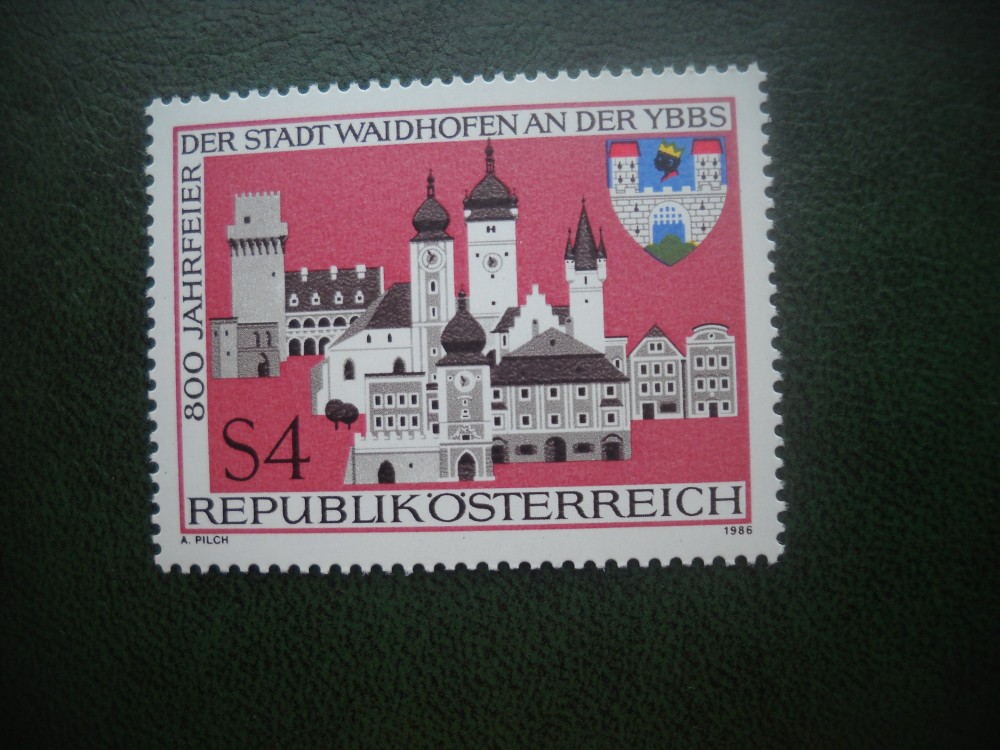 800 JAHRFEIER
DER STADT WAIDHOFEN AN DER YBBS
S4
REPUBLIK ÖSTERREICH
A. PILCH
1986